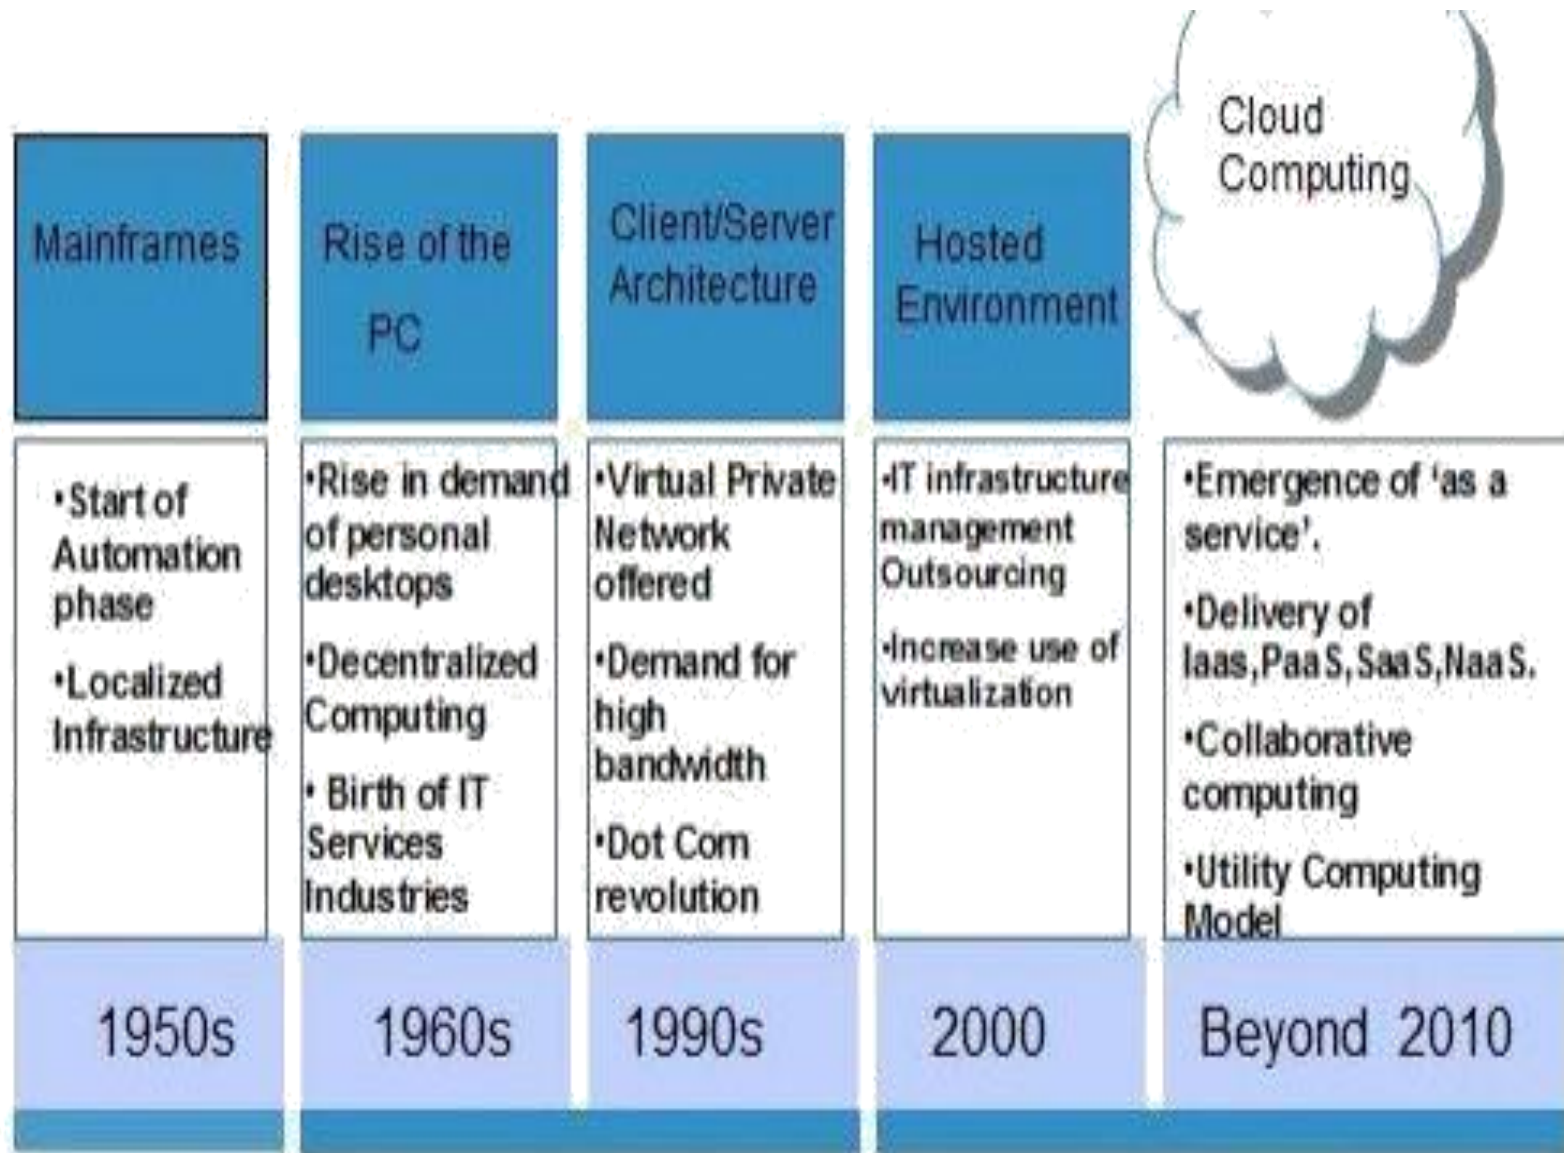 Mainframes
•Start of
Automation
phase
•Localized
Infrastructure
1950s
Rise of the
PC
•Rise in demand
of personal
desktops
•Decentralized
Computing
• Birth of IT
Services
Industries
1960s
Client/Server
Architecture
•Virtual Private
Network
offered
•Demand for
high
bandwidth
•Dot Com
revolution
1990s
Hosted
Environment
•IT infrastructure
management
Outsourcing
•Increase use of
virtualization
2000
Cloud
Computing
•Emergence of ‘as a
service’.
•Delivery of
Iaas,PaaS,SaaS,NaaS.
•Collaborative
computing
•Utility Computing
Model
Beyond 2010